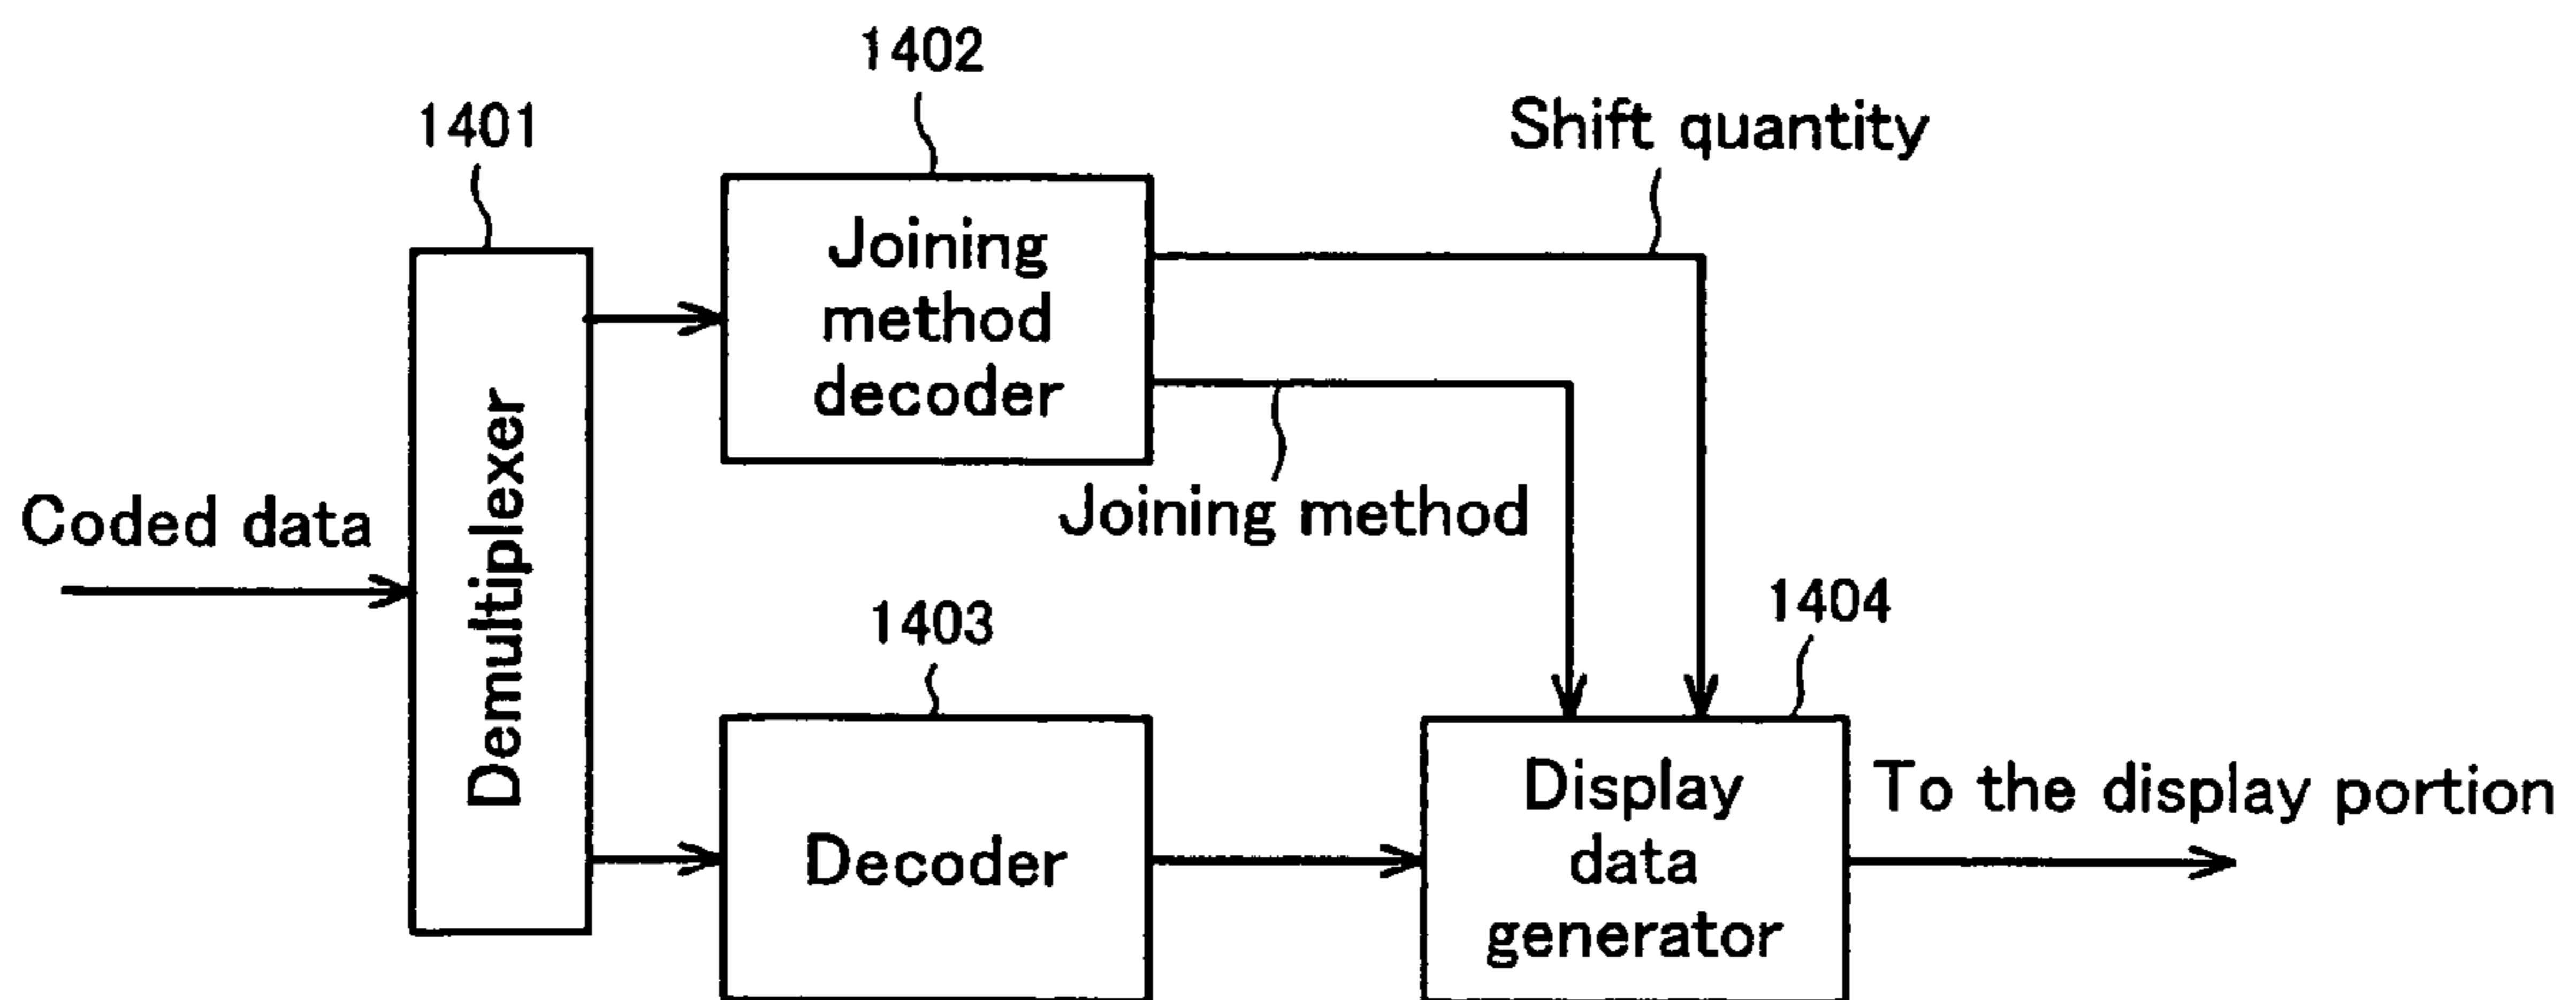 1402
1401
Shift quantity
Joining
method
decoder
Joining method
Coded data
Demultiplexer
1403
1404
Decoder
Display
data
generator
To the display portion